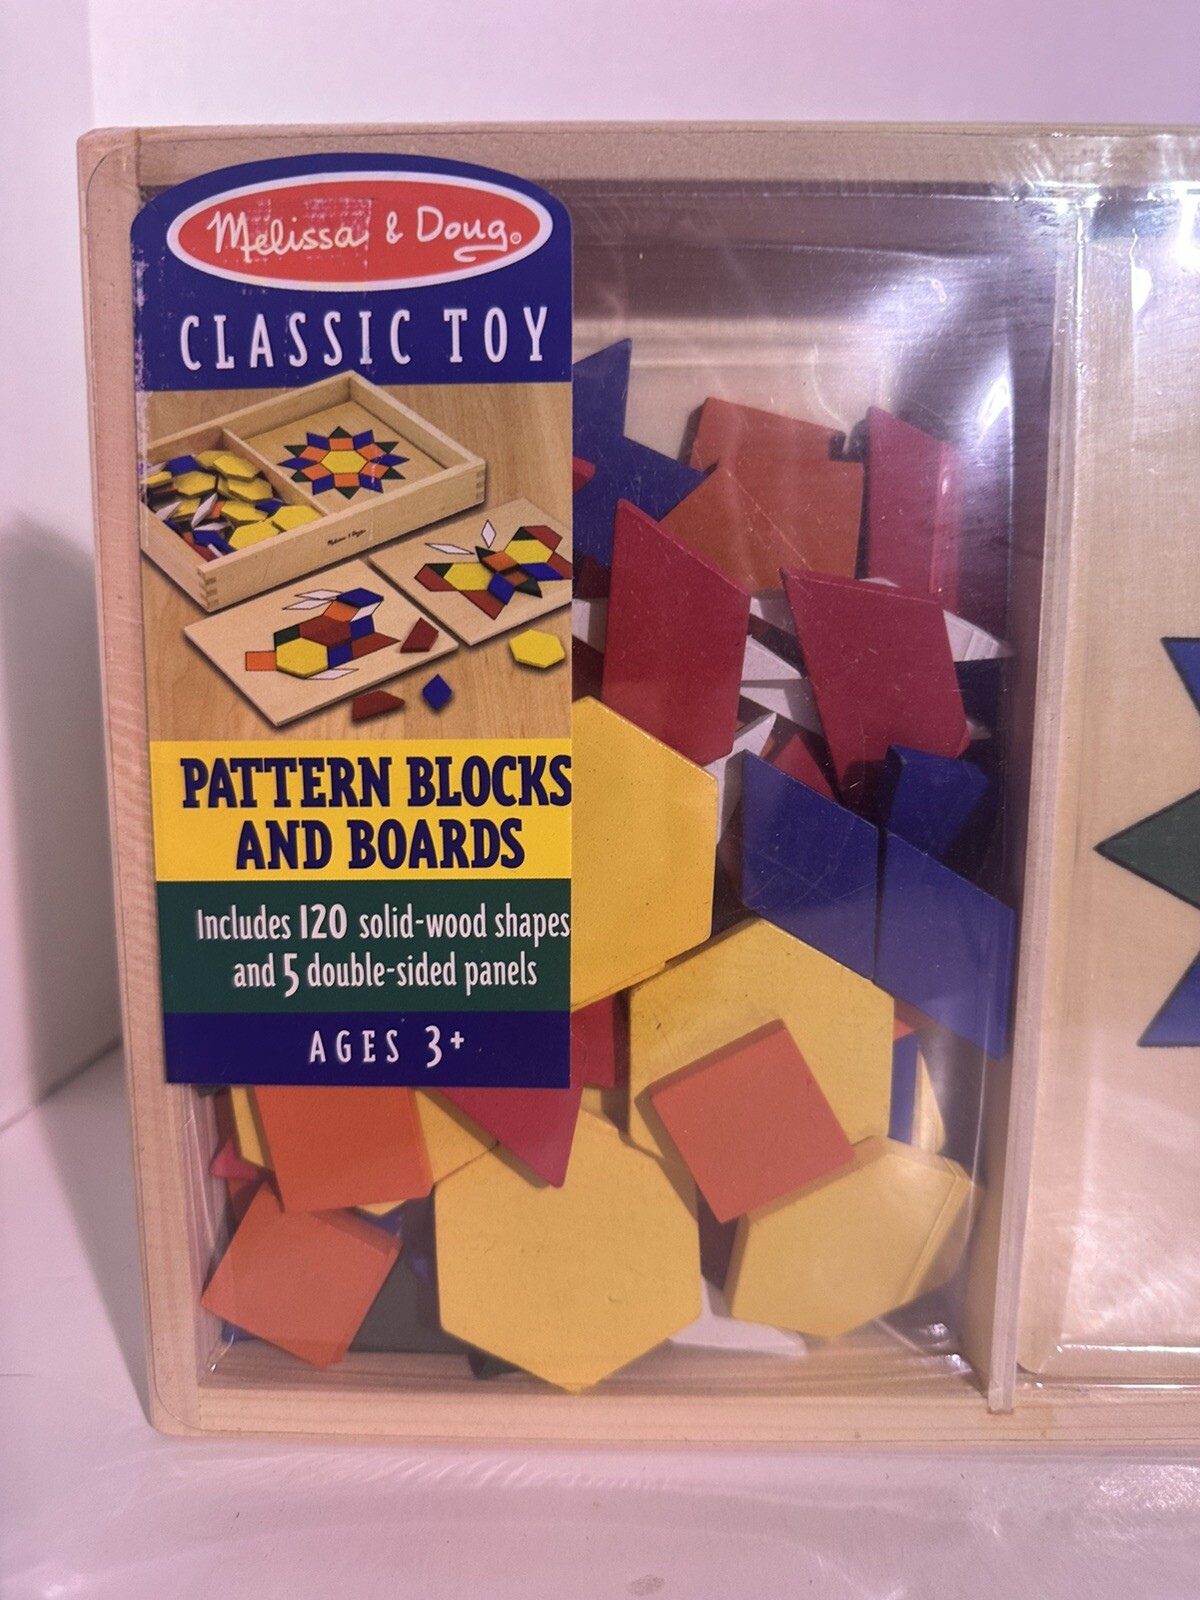 Melissa & Doug®
CLASSIC TOY
PATTERN BLOCKS
AND BOARDS
Includes 120 solid-wood shapes
and 5 double-sided panels
AGES 3+